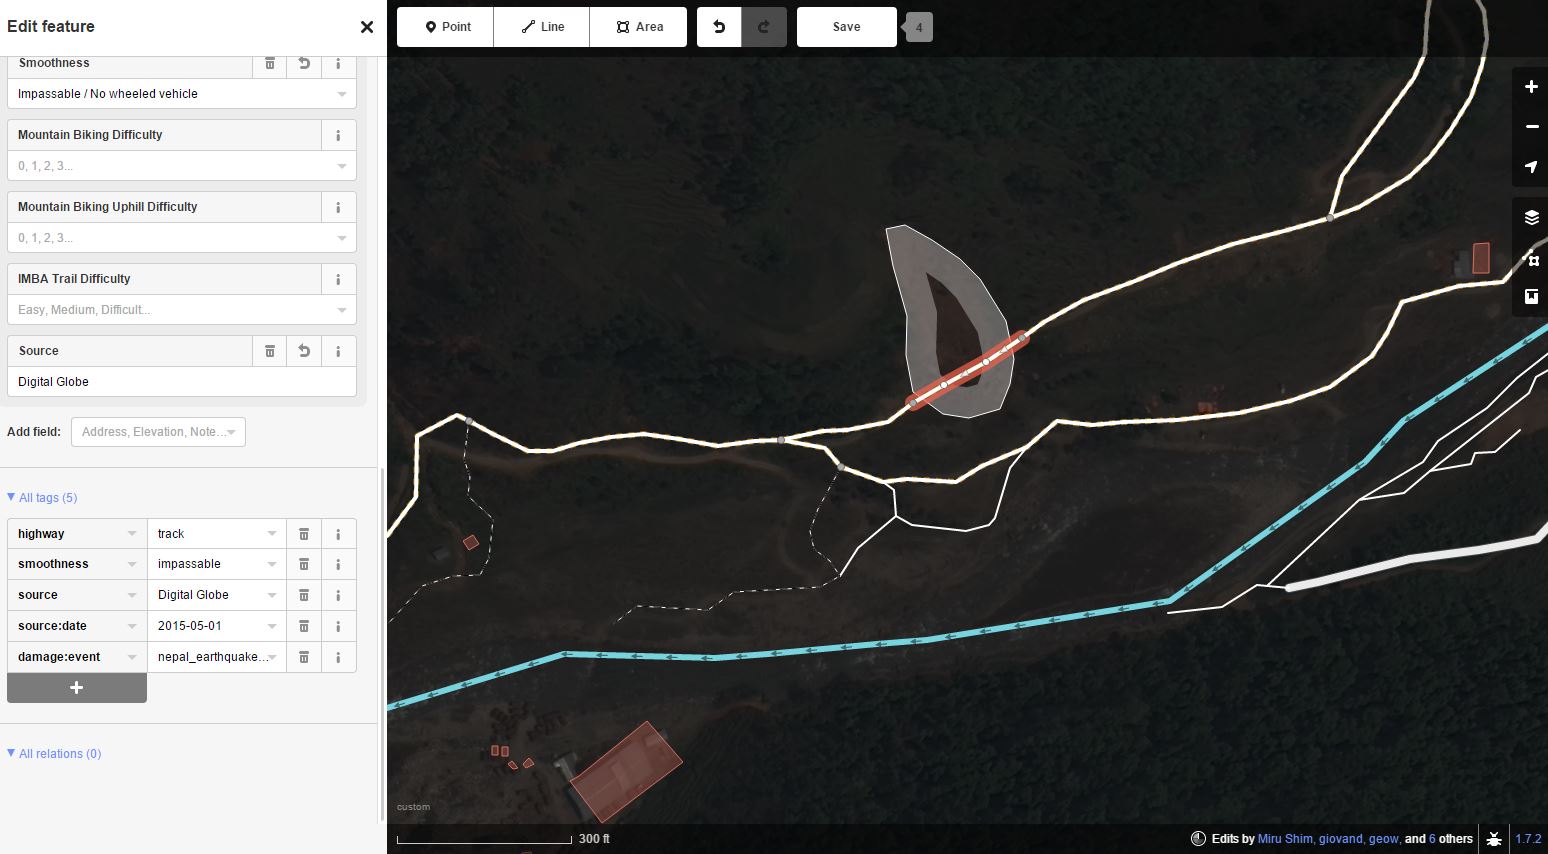 Edit feature
Point
Line
Area
Save
4
Smoothness
Impassable / No wheeled vehicle
Mountain Biking Difficulty
0, 1, 2, 3...
Mountain Biking Uphill Difficulty
0, 1, 2, 3...
IMBA Trail Difficulty
Easy, Medium, Difficult...
Source
Digital Globe
Add field: Address, Elevation, Note...
All tags (5)
highway track
smoothness impassable
source Digital Globe
source:date 2015-05-01
damage:event nepal_earthquake...
+
All relations (0)
custom
300 ft
Edits by Miru Shim, giovand, geow, and 6 others
1.7.2